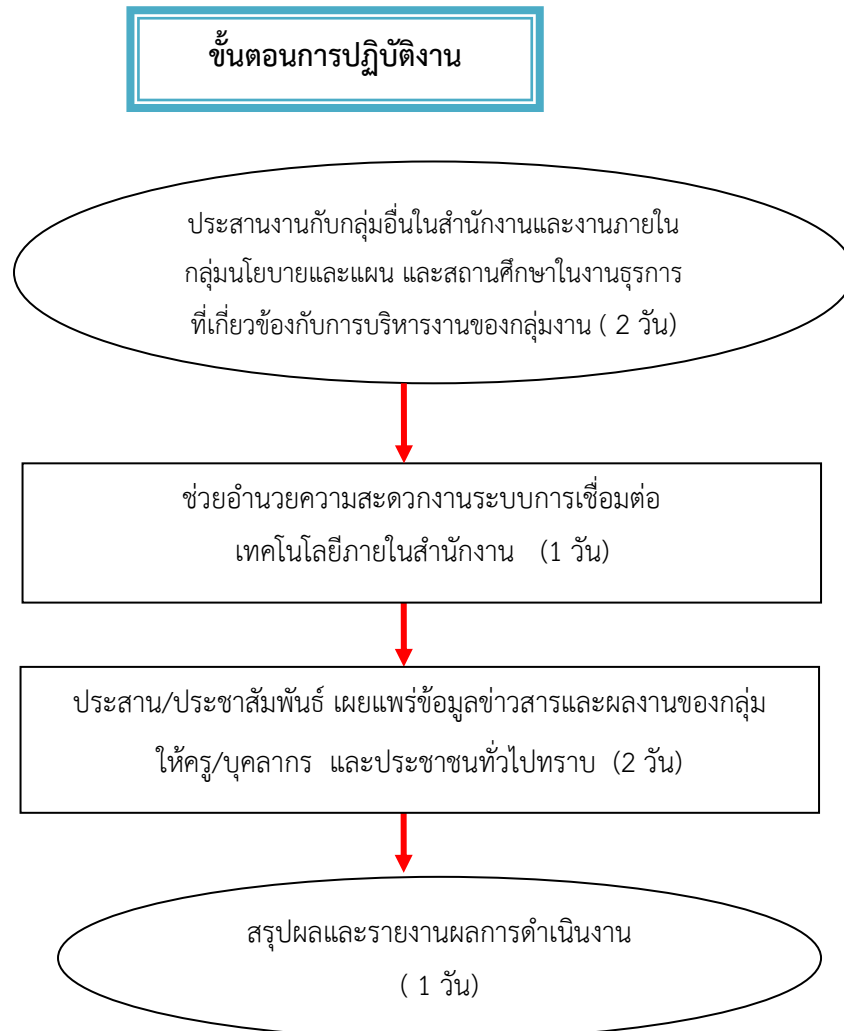 ขั้นตอนการปฏิบัติงาน
ประสานงานกับกลุ่มอื่นในสำนักงานและงานภายใน
กลุ่มนโยบายและแผน และสถานศึกษาในงานธุรการ
ที่เกี่ยวข้องกับการบริหารงานของกลุ่มงาน ( 2 วัน)
ช่วยอำนวยความสะดวกงานระบบการเชื่อมต่อ
เทคโนโลยีภายในสำนักงาน (1 วัน)
ประสาน/ประชาสัมพันธ์ เผยแพร่ข้อมูลข่าวสารและผลงานของกลุ่ม
ให้ครู/บุคลากร และประชาชนทั่วไปทราบ (2 วัน)
สรุปผลและรายงานผลการดำเนินงาน
( 1 วัน)